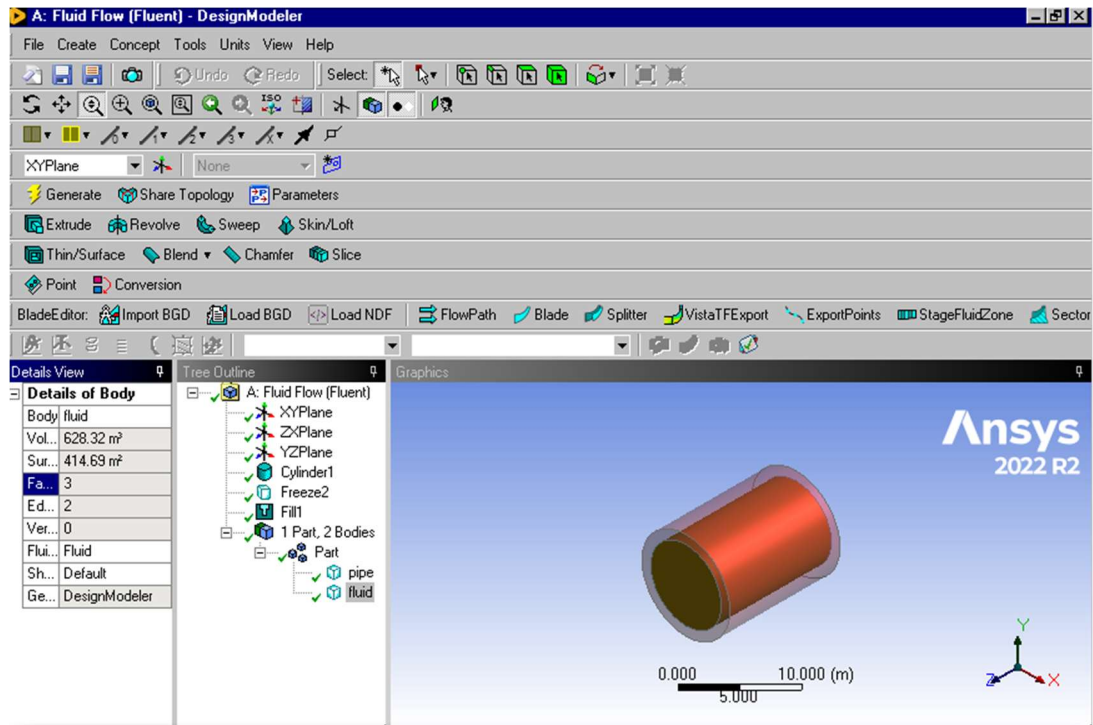 A: Fluid Flow (Fluent) - DesignModeler
File Create Concept Tools Units View Help
Undo Redo Select:
ISO
XYPlane None
Generate Share Topology Parameters
Extrude Revolve Sweep Skin/Loft
Thin/Surface Blend Chamfer Slice
Point Conversion
BladeEditor: Import BGD Load BGD Load NDF FlowPath Blade Splitter VistaTFExport ExportPoints StageFluidZone Sector
Details View
Details of Body
Body fluid
Vol... 628.32 m³
Sur... 414.69 m²
Fa... 3
Ed... 2
Ver... 0
Flui... Fluid
Sh... Default
Ge... DesignModeler
Tree Outline
A: Fluid Flow (Fluent)
XYPlane
ZXPlane
YZPlane
Cylinder1
Freeze2
Fill1
1 Part, 2 Bodies
Part
pipe
fluid
Graphics
Ansys
2022 R2
0.000 10.000 (m)
5.000
Y
Z X